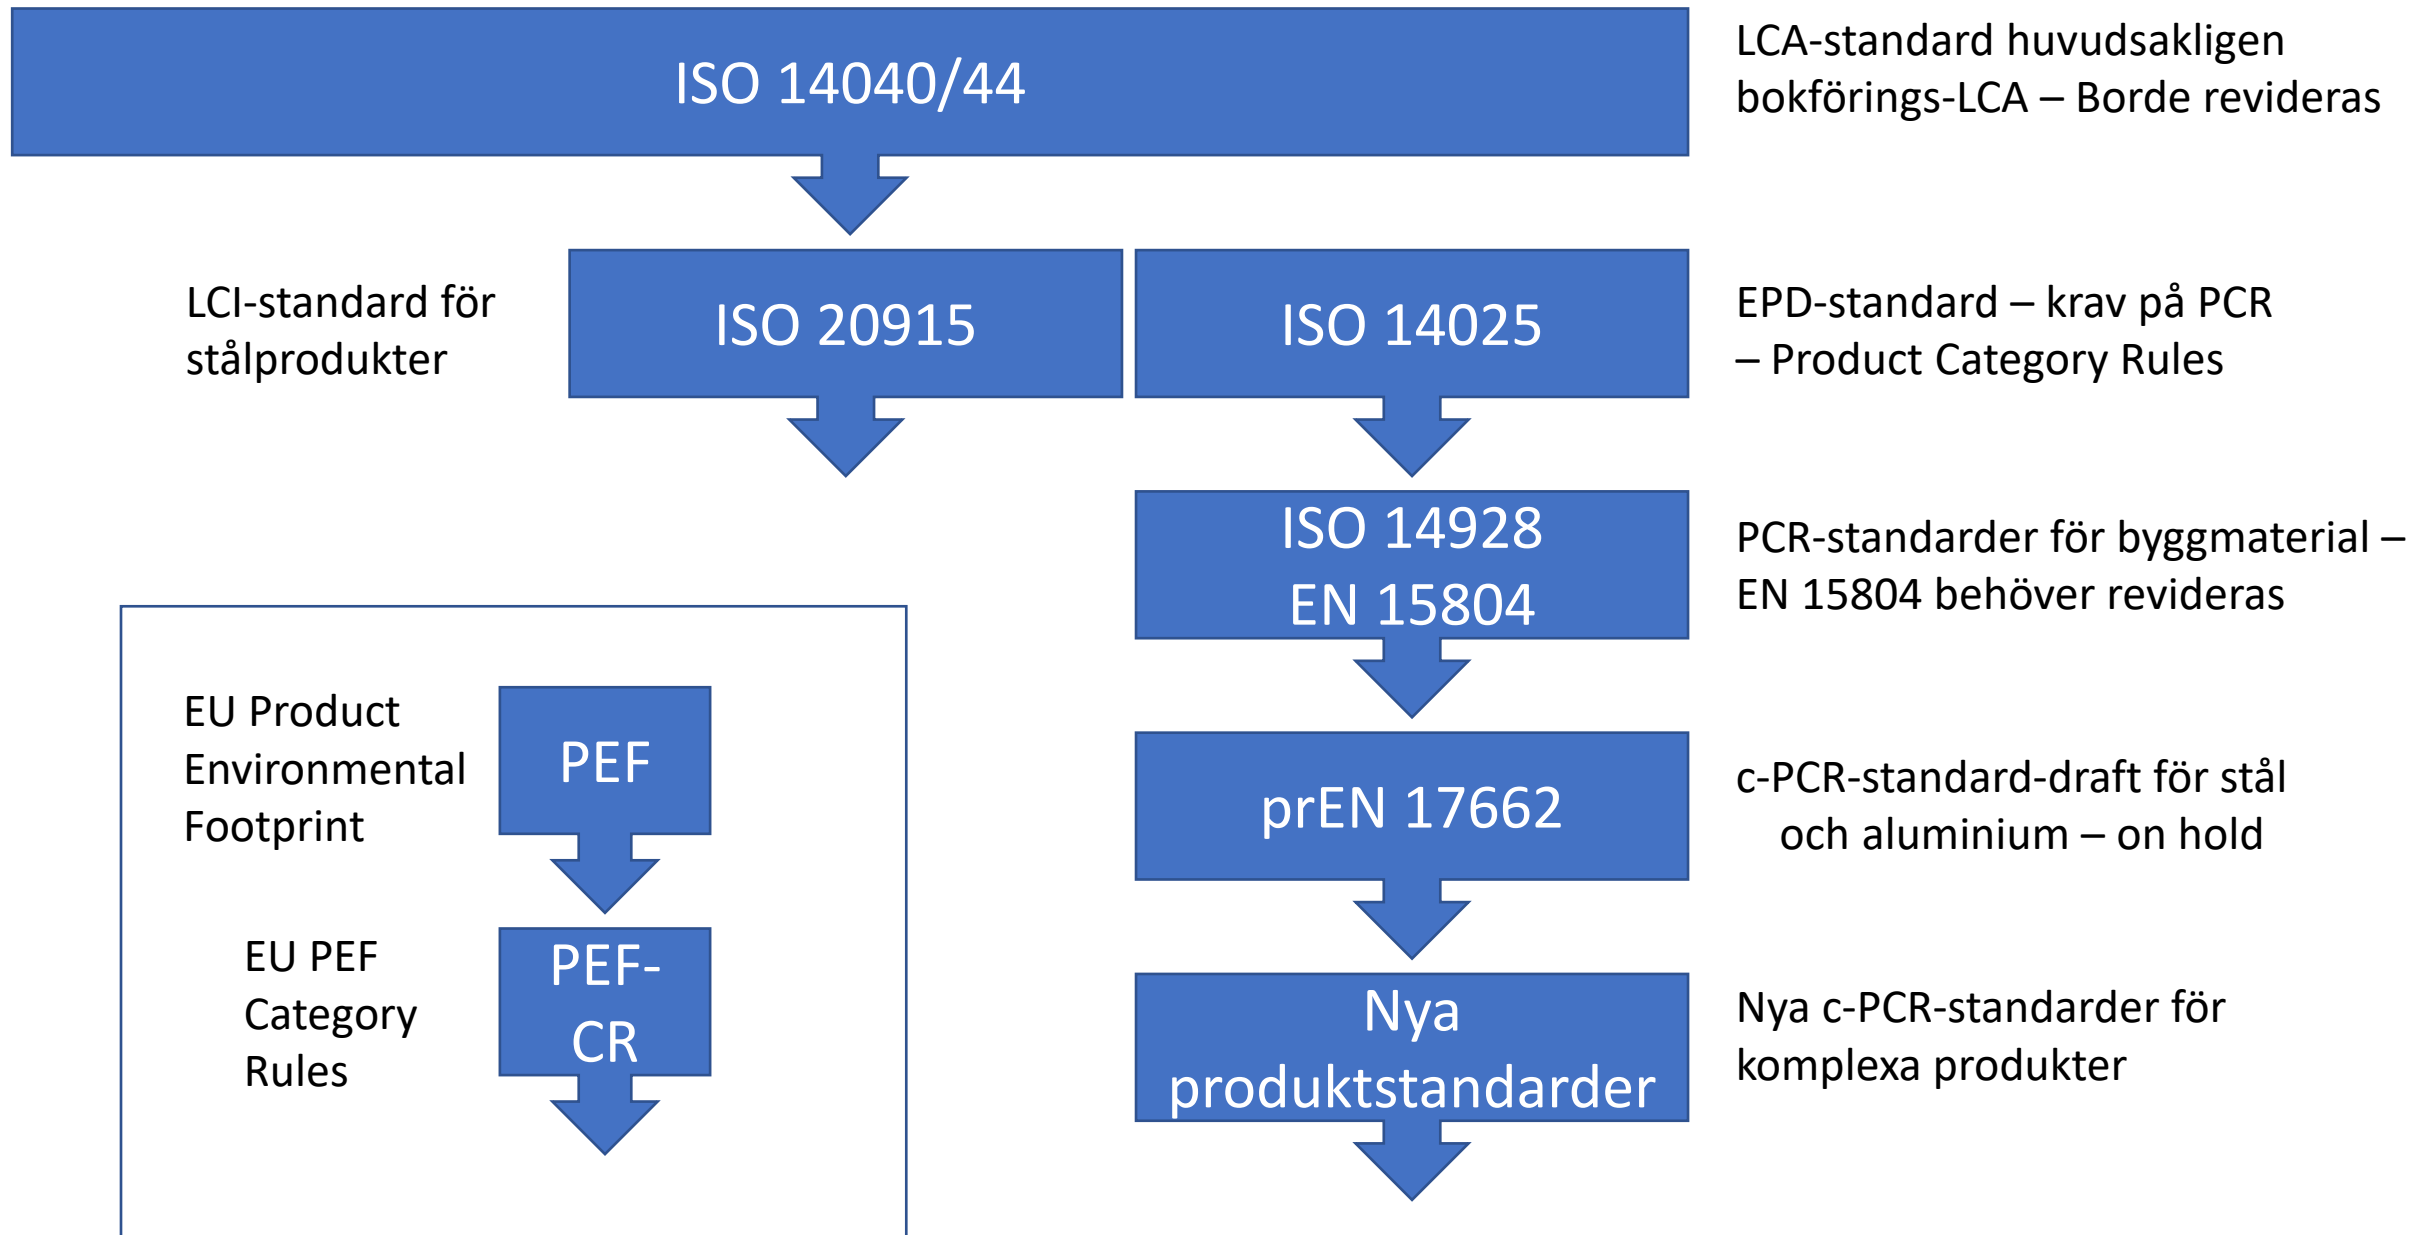 ISO 14040/44
LCA-standard huvudsakligen
bokförings-LCA – Borde revideras
LCI-standard för
stålprodukter
ISO 20915
ISO 14025
EPD-standard – krav på PCR
– Product Category Rules
ISO 14928
EN 15804
PCR-standarder för byggmaterial –
EN 15804 behöver revideras
EU Product
Environmental
Footprint
PEF
prEN 17662
c-PCR-standard-draft för stål
och aluminium – on hold
EU PEF
Category
Rules
PEF-
CR
Nya
produktstandarder
Nya c-PCR-standarder för
komplexa produkter